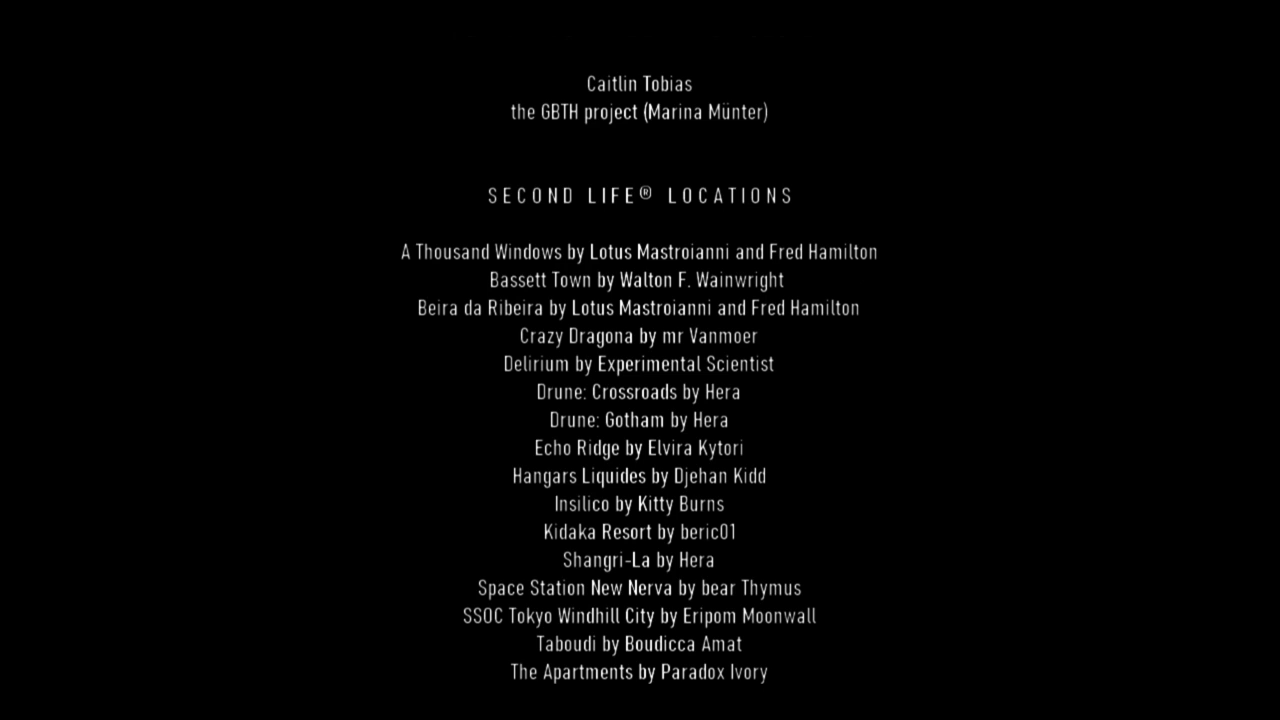 Caitlin Tobias
the GBTH project (Marina Münter)
SECOND LIFE® LOCATIONS
A Thousand Windows by Lotus Mastroianni and Fred Hamilton
Bassett Town by Walton F. Wainwright
Beira da Ribeira by Lotus Mastroianni and Fred Hamilton
Crazy Dragona by mr Vanmoer
Delirium by Experimental Scientist
Drune: Crossroads by Hera
Drune: Gotham by Hera
Echo Ridge by Elvira Kytori
Hangars Liquides by Djehan Kidd
Insilico by Kitty Burns
Kidaka Resort by beric01
Shangri-La by Hera
Space Station New Nerva by bear Thymus
SSOC Tokyo Windhill City by Eripom Moonwall
Taboudi by Boudicca Amat
The Apartments by Paradox Ivory